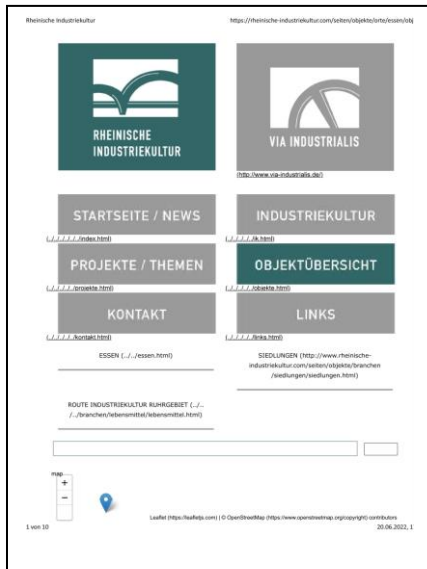 Rheinische Industriekultur
https://rheinische-industriekultur.com/seiten/objekte/orte/essen/obj
RHEINISCHE
INDUSTRIEKULTUR
VIA INDUSTRIALIS
(http://www.via-industrialis.de/)
STARTSEITE / NEWS
INDUSTRIEKULTUR
(../../../../../index.html)
(../../../../../ik.html)
PROJEKTE / THEMEN
OBJEKTÜBERSICHT
(../../../../../projekte.html)
(../../../../../objekte.html)
KONTAKT
LINKS
(../../../../../kontakt.html)
(../../../../../links.html)
ESSEN (../../essen.html)
SIEDLUNGEN (http://www.rheinische-
industriekultur.com/seiten/objekte/branchen
/siedlungen/siedlungen.html)
ROUTE INDUSTRIEKULTUR RUHRGEBIET (../..
/../branchen/lebensmittel/lebensmittel.html)
map
+
−
Leaflet (https://leafletjs.com) | © OpenStreetMap (https://www.openstreetmap.org/copyright) contributors
1 von 10
20.06.2022, 1